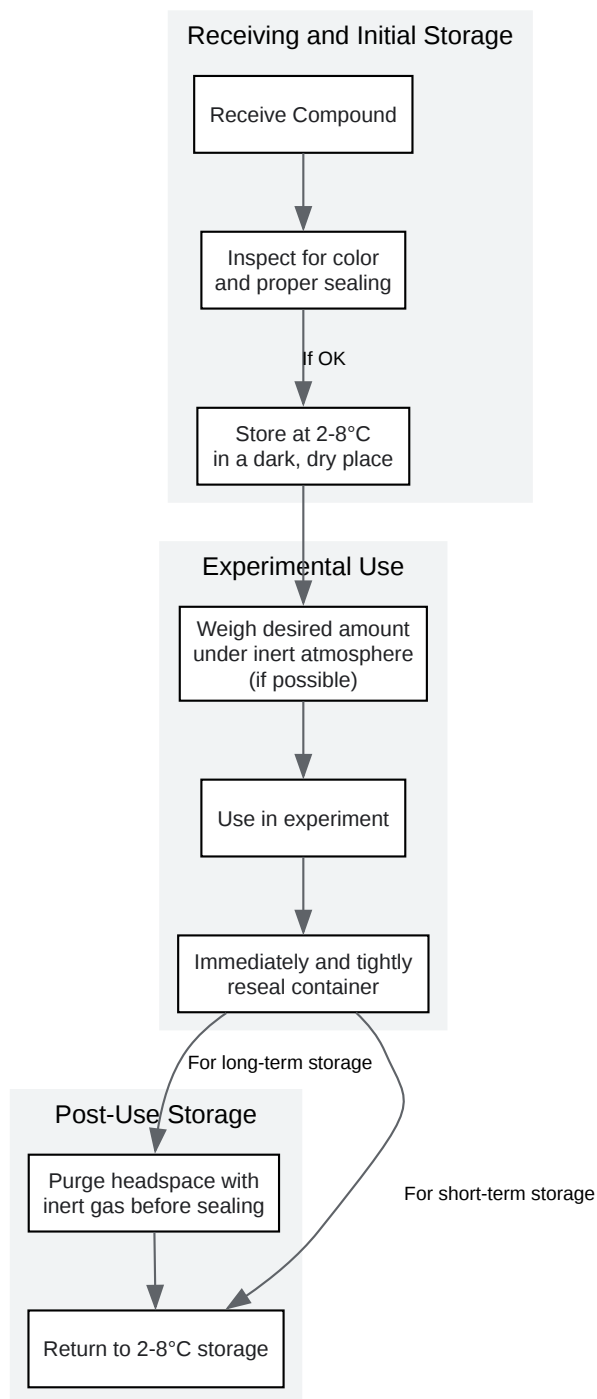 Receiving and Initial Storage
Receive Compound
Inspect for color
and proper sealing
If OK
Store at 2-8°C
in a dark, dry place
Experimental Use
Weigh desired amount
under inert atmosphere
(if possible)
Use in experiment
Immediately and tightly
reseal container
For long-term storage
Post-Use Storage
Purge headspace with
inert gas before sealing
For short-term storage
Return to 2-8°C storage